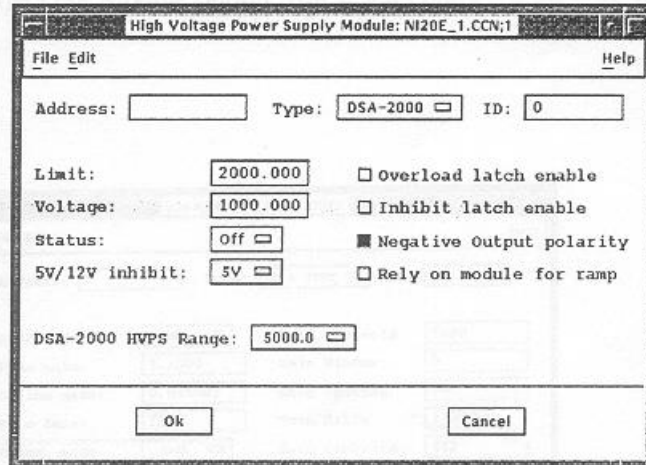 High Voltage Power Supply Module: NI20E_1.CCN;1
File Edit Help
Address: Type: DSA-2000 ID: 0
Limit: 2000.000 Overload latch enable
Voltage: 1000.000 Inhibit latch enable
Status: Off Negative Output polarity
5V/12V inhibit: 5V Rely on module for ramp
DSA-2000 HVPS Range: 5000.0
Ok Cancel